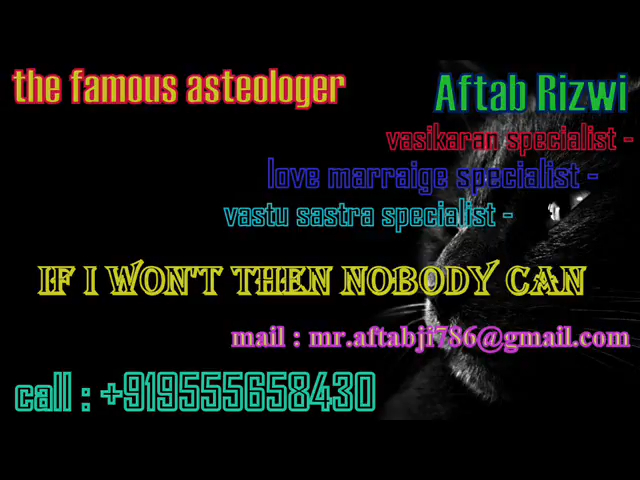 the famous asteologer
Aftab Rizwi
vasikaran specialist -
love marraige specialist -
vastu sastra specialist -
IF I WON'T THEN NOBODY CAN
mail : mr.aftabji786@gmail.com
call : +919555658430